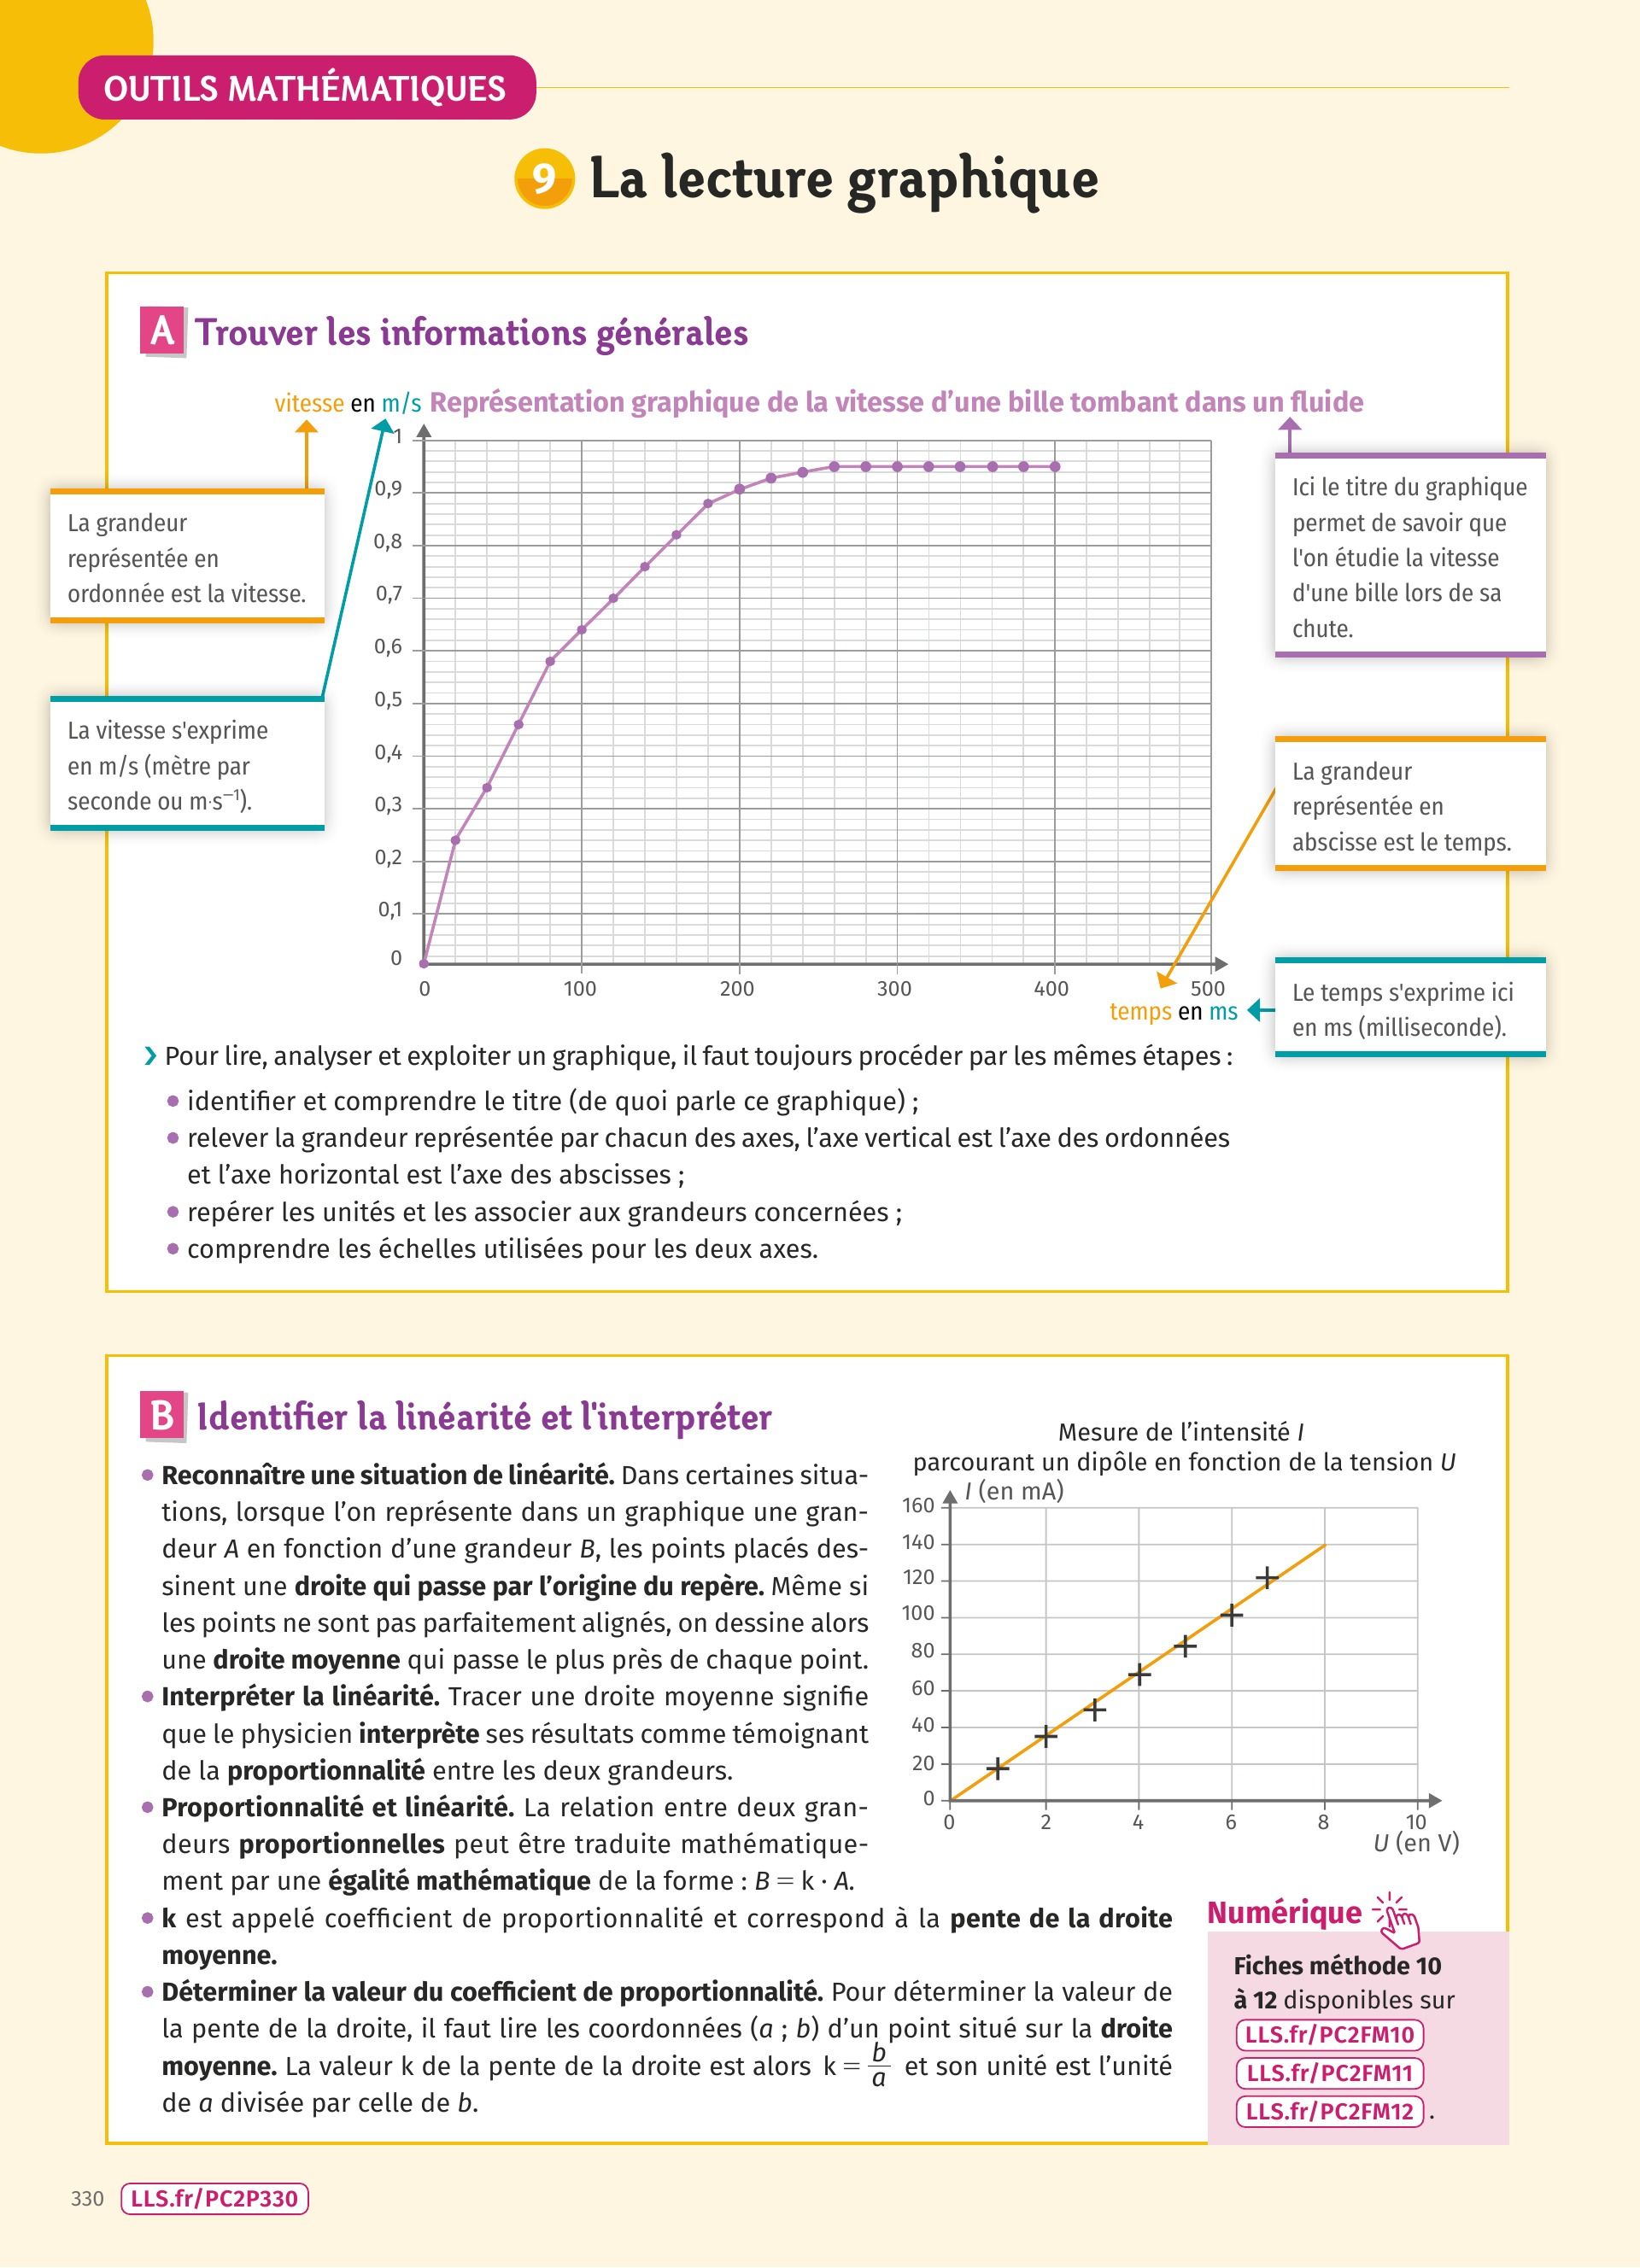 OUTILS MATHÉMATIQUES
9 La lecture graphique
A Trouver les informations générales
vitesse en m/s Représentation graphique de la vitesse d’une bille tombant dans un fluide
La grandeur
représentée en
ordonnée est la vitesse.
La vitesse s'exprime
en m/s (mètre par
seconde ou m·s⁻¹).
1
0,9
0,8
0,7
0,6
0,5
0,4
0,3
0,2
0,1
0
0 100 200 300 400 500
temps en ms
Ici le titre du graphique
permet de savoir que
l'on étudie la vitesse
d'une bille lors de sa
chute.
La grandeur
représentée en
abscisse est le temps.
Le temps s'exprime ici
en ms (milliseconde).
› Pour lire, analyser et exploiter un graphique, il faut toujours procéder par les mêmes étapes :
• identifier et comprendre le titre (de quoi parle ce graphique) ;
• relever la grandeur représentée par chacun des axes, l’axe vertical est l’axe des ordonnées
et l’axe horizontal est l’axe des abscisses ;
• repérer les unités et les associer aux grandeurs concernées ;
• comprendre les échelles utilisées pour les deux axes.
B Identifier la linéarité et l'interpréter
• Reconnaître une situation de linéarité. Dans certaines situa-
tions, lorsque l’on représente dans un graphique une gran-
deur A en fonction d’une grandeur B, les points placés des-
sinent une droite qui passe par l’origine du repère. Même si
les points ne sont pas parfaitement alignés, on dessine alors
une droite moyenne qui passe le plus près de chaque point.
• Interpréter la linéarité. Tracer une droite moyenne signifie
que le physicien interprète ses résultats comme témoignant
de la proportionnalité entre les deux grandeurs.
• Proportionnalité et linéarité. La relation entre deux gran-
deurs proportionnelles peut être traduite mathématique-
ment par une égalité mathématique de la forme : B = k · A.
• k est appelé coefficient de proportionnalité et correspond à la pente de la droite
moyenne.
• Déterminer la valeur du coefficient de proportionnalité. Pour déterminer la valeur de
la pente de la droite, il faut lire les coordonnées (a ; b) d’un point situé sur la droite
moyenne. La valeur k de la pente de la droite est alors k = b/a et son unité est l’unité
de a divisée par celle de b.
Mesure de l’intensité I
parcourant un dipôle en fonction de la tension U
I (en mA)
160
140
120
100
80
60
40
20
0
0 2 4 6 8 10
U (en V)
Numérique
Fiches méthode 10
à 12 disponibles sur
LLS.fr/PC2FM10
LLS.fr/PC2FM11
LLS.fr/PC2FM12 .
330 LLS.fr/PC2P330